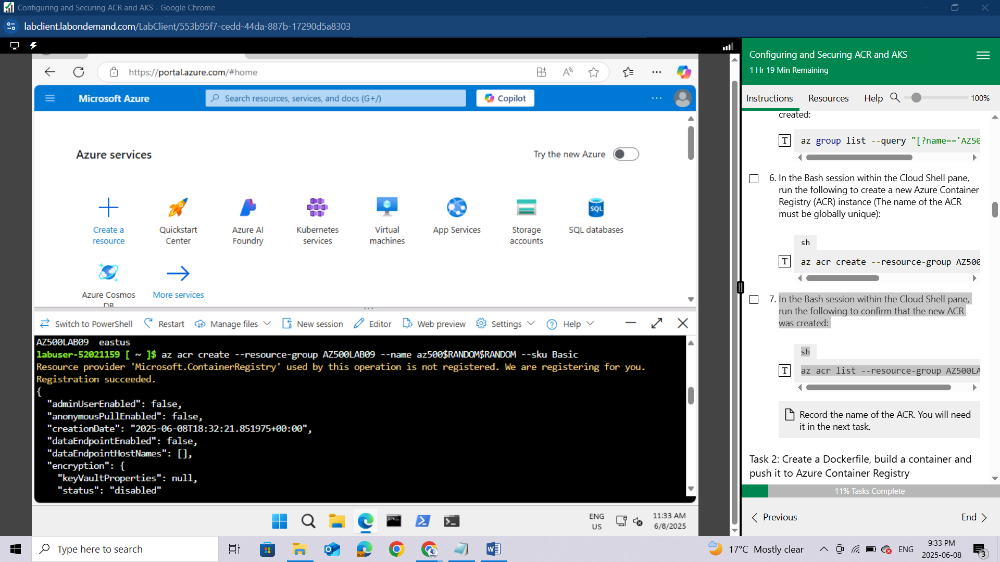 Configuring and Securing ACR and AKS - Google Chrome
labclient.labondemand.com/LabClient/553b95f7-cedd-44da-887b-17290d5a8303
https://portal.azure.com/#home
Microsoft Azure
Search resources, services, and docs (G+/)
Copilot
Azure services
Try the new Azure
Create a
resource
Quickstart
Center
Azure AI
Foundry
Kubernetes
services
Virtual
machines
App Services
Storage
accounts
SQL databases
Azure Cosmos
DB
More services
Switch to PowerShell
Restart
Manage files
New session
Editor
Web preview
Settings
Help
AZ500LAB09  eastus
labuser-52021159 [ ~ ]$ az acr create --resource-group AZ500LAB09 --name az500$RANDOM$RANDOM --sku Basic
Resource provider 'Microsoft.ContainerRegistry' used by this operation is not registered. We are registering for you.
Registration succeeded.
{
"adminUserEnabled": false,
"anonymousPullEnabled": false,
"creationDate": "2025-06-08T18:32:21.851975+00:00",
"dataEndpointEnabled": false,
"dataEndpointHostNames": [],
"encryption": {
"keyVaultProperties": null,
"status": "disabled"
ENG
US
11:33 AM
6/8/2025
Configuring and Securing ACR and AKS
1 Hr 19 Min Remaining
Instructions
Resources
Help
100%
created:
T
az group list --query "[?name=='AZ50
6. In the Bash session within the Cloud Shell pane,
run the following to create a new Azure Container
Registry (ACR) instance (The name of the ACR
must be globally unique):
sh
T
az acr create --resource-group AZ500
7. In the Bash session within the Cloud Shell pane,
run the following to confirm that the new ACR
was created:
sh
T
az acr list --resource-group AZ500LA
Record the name of the ACR. You will need
it in the next task.
Task 2: Create a Dockerfile, build a container and
push it to Azure Container Registry
11% Tasks Complete
Previous
End
Type here to search
17°C Mostly clear
ENG
9:33 PM
2025-06-08
3